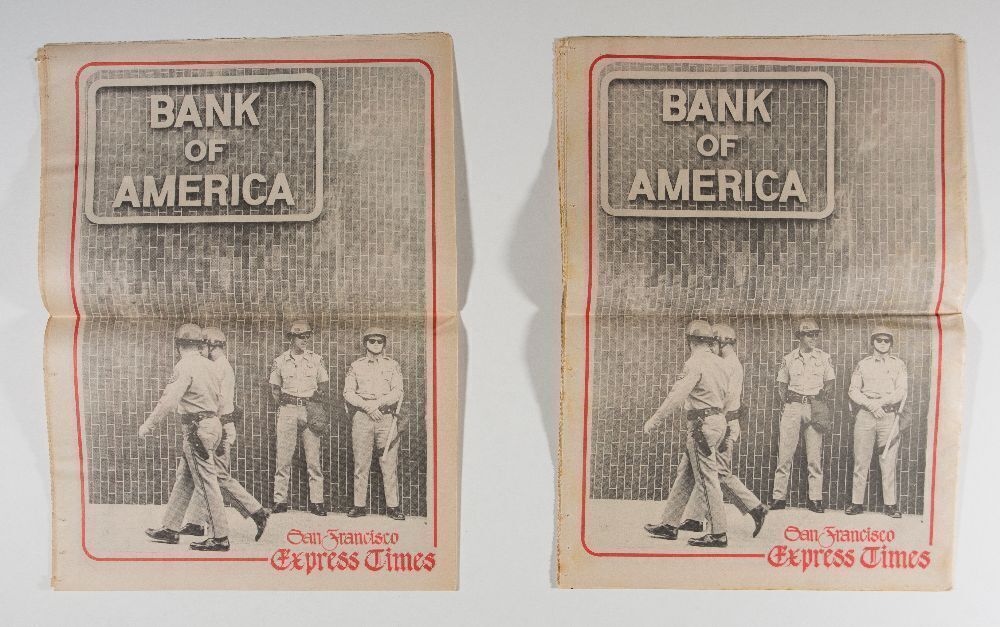 BANK
OF
AMERICA
San Francisco
Express Times
BANK
OF
AMERICA
San Francisco
Express Times